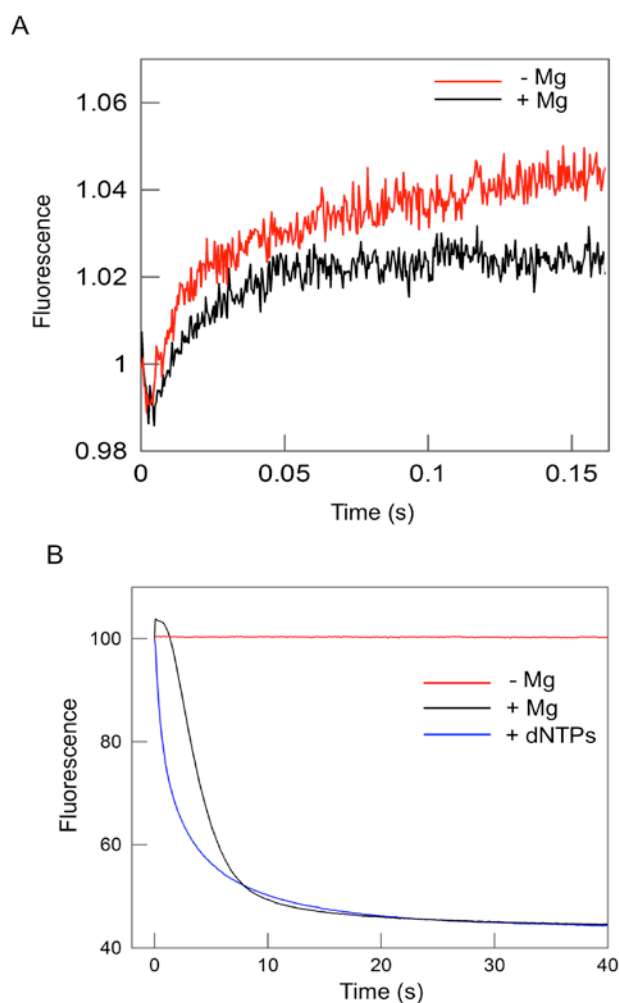 A
Fluorescence
1.06
1.04
1.02
1
0.98
- Mg
+ Mg
0 0.05 0.1 0.15
Time (s)
B
Fluorescence
100
80
60
40
- Mg
+ Mg
+ dNTPs
0 10 20 30 40
Time (s)